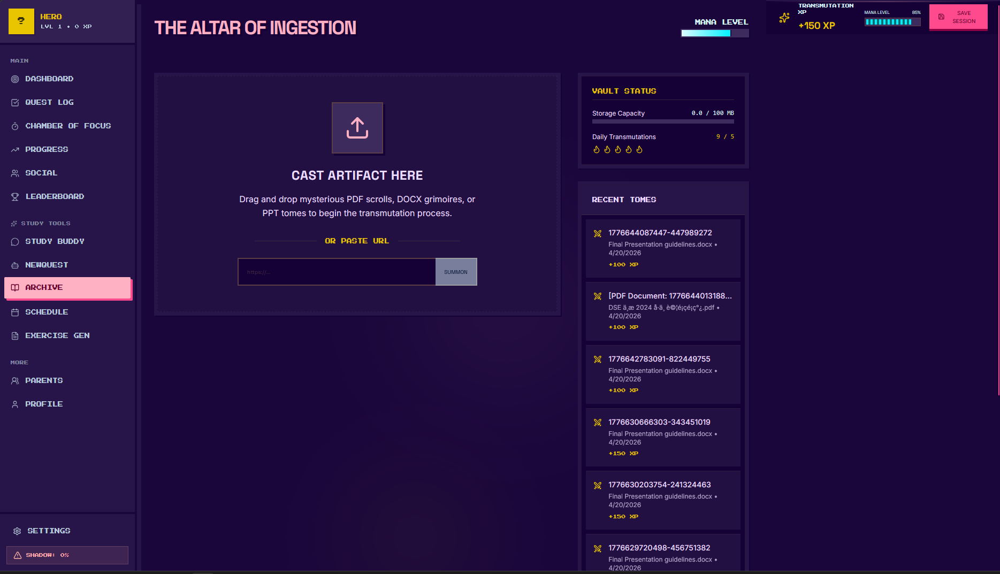 ?
HERO
LVL 1 • 0 XP
MAIN
DASHBOARD
QUEST LOG
CHAMBER OF FOCUS
PROGRESS
SOCIAL
LEADERBOARD
STUDY TOOLS
STUDY BUDDY
NEWQUEST
ARCHIVE
SCHEDULE
EXERCISE GEN
MORE
PARENTS
PROFILE
SETTINGS
SHADOW: 0%
THE ALTAR OF INGESTION
MANA LEVEL
CAST ARTIFACT HERE
Drag and drop mysterious PDF scrolls, DOCX grimoires, or
PPT tomes to begin the transmutation process.
OR PASTE URL
https://...
SUMMON
VAULT STATUS
Storage Capacity 0.0 / 100 MB
Daily Transmutations 9 / 5
RECENT TOMES
1776644087447-447989272
Final Presentation guidelines.docx •
4/20/2026
+100 XP
[PDF Document: 1776644013188...
DSE ä¸­æ 2024 å·ä¸ è©¦é¡çé¡ç°¿.pdf •
4/20/2026
+100 XP
1776642783091-822449755
Final Presentation guidelines.docx •
4/20/2026
+100 XP
1776630666303-343451019
Final Presentation guidelines.docx •
4/20/2026
+150 XP
1776630203754-241324463
Final Presentation guidelines.docx •
4/20/2026
+150 XP
1776629720498-456751382
Final Presentation guidelines.docx •
4/20/2026
TRANSMUTATION
XP
+150 XP
MANA LEVEL 85%
SAVE
SESSION